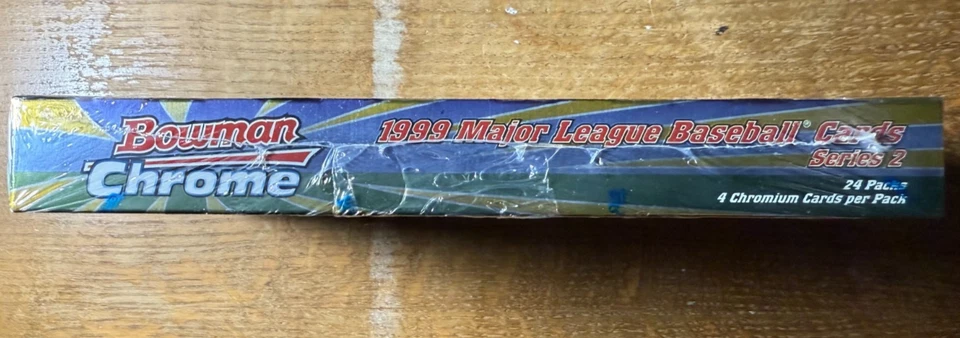 Bowman
Chrome
1999 Major League Baseball® Cards
Series 2
24 Packs
4 Chromium Cards per Pack